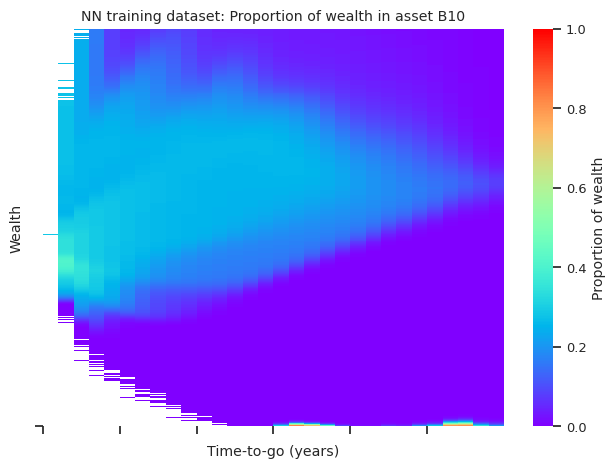 NN training dataset: Proportion of wealth in asset B10
Wealth
Time-to-go (years)
1.0
0.8
0.6
0.4
0.2
0.0
Proportion of wealth